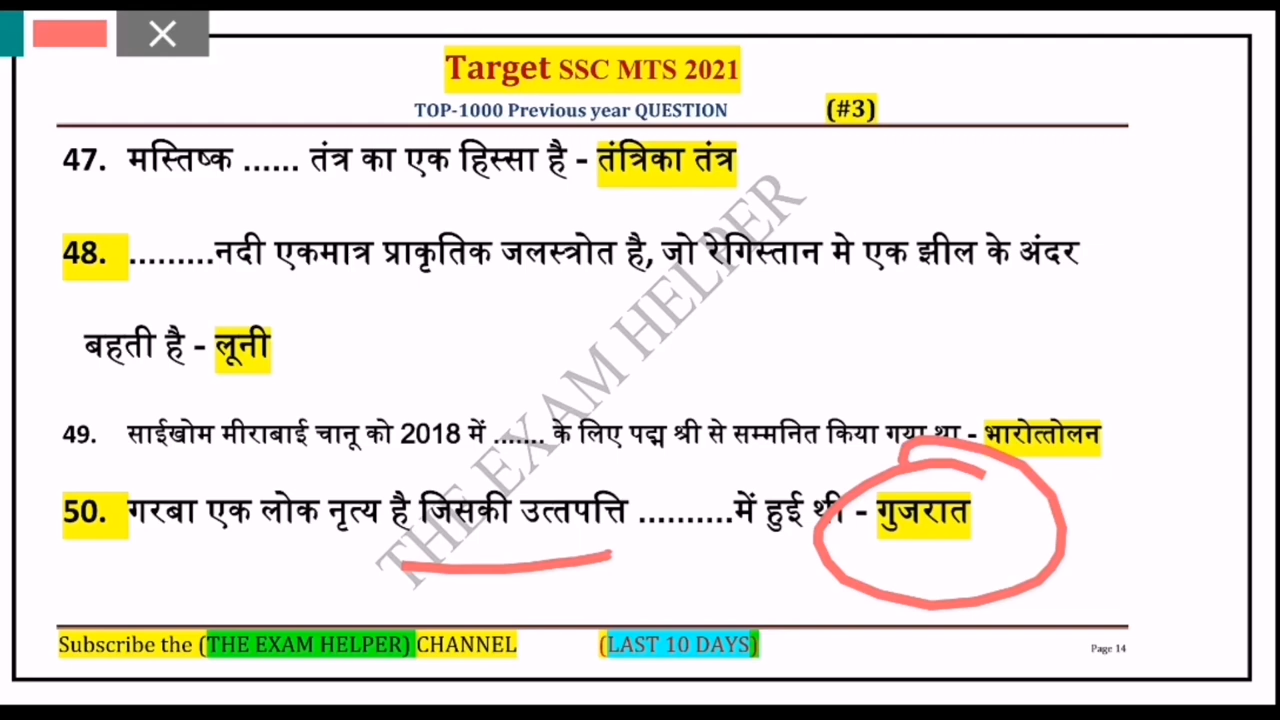 Target SSC MTS 2021
TOP-1000 Previous year QUESTION (#3)
47. मस्तिष्क ...... तंत्र का एक हिस्सा है - तंत्रिका तंत्र
48. .........नदी एकमात्र प्राकृतिक जलस्त्रोत है, जो रेगिस्तान मे एक झील के अंदर
बहती है - लूनी
49. साईखोम मीराबाई चानू को 2018 में ....... के लिए पद्म श्री से सम्मनित किया गया था - भारोत्तोलन
50. गरबा एक लोक नृत्य है जिसकी उत्तपत्ति ..........में हुई थी - गुजरात
THE EXAM HELPER
Subscribe the (THE EXAM HELPER) CHANNEL (LAST 10 DAYS)
Page 14